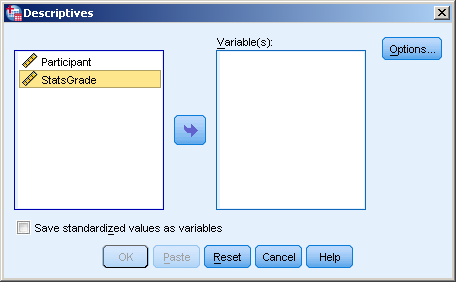 Descriptives
Variable(s):
Options...
Participant
StatsGrade
Save standardized values as variables
OK Paste Reset Cancel Help